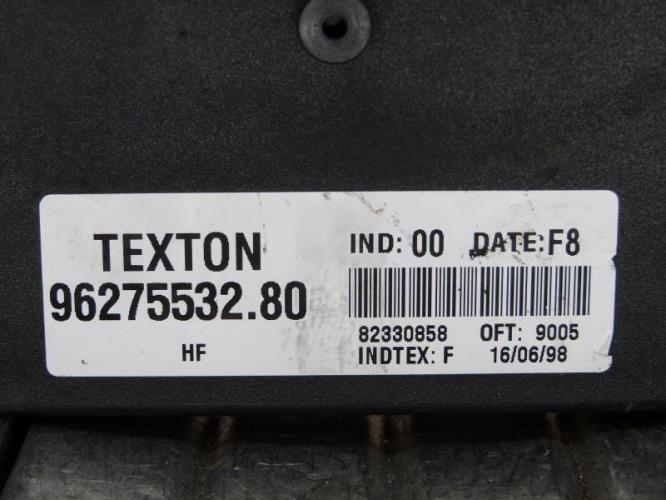 TEXTON
96275532.80
HF
IND: 00 DATE: F8
82330858 OFT: 9005
INDTEX: F 16/06/98